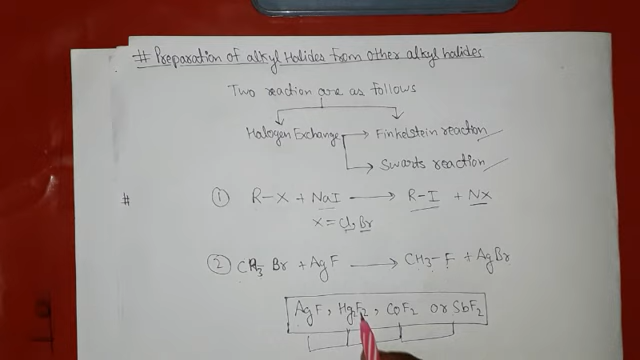 # Preparation of alkyl Halides from other alkyl halides
Two reaction are as follows
Halogen Exchange → Finkelstein reaction
→ Swarts reaction
#
① R-X + NaI → R-I + NX
X = Cl, Br
② CH3 Br + AgF → CH3-F + AgBr
AgF, Hg2F2, CoF2 or SbF2